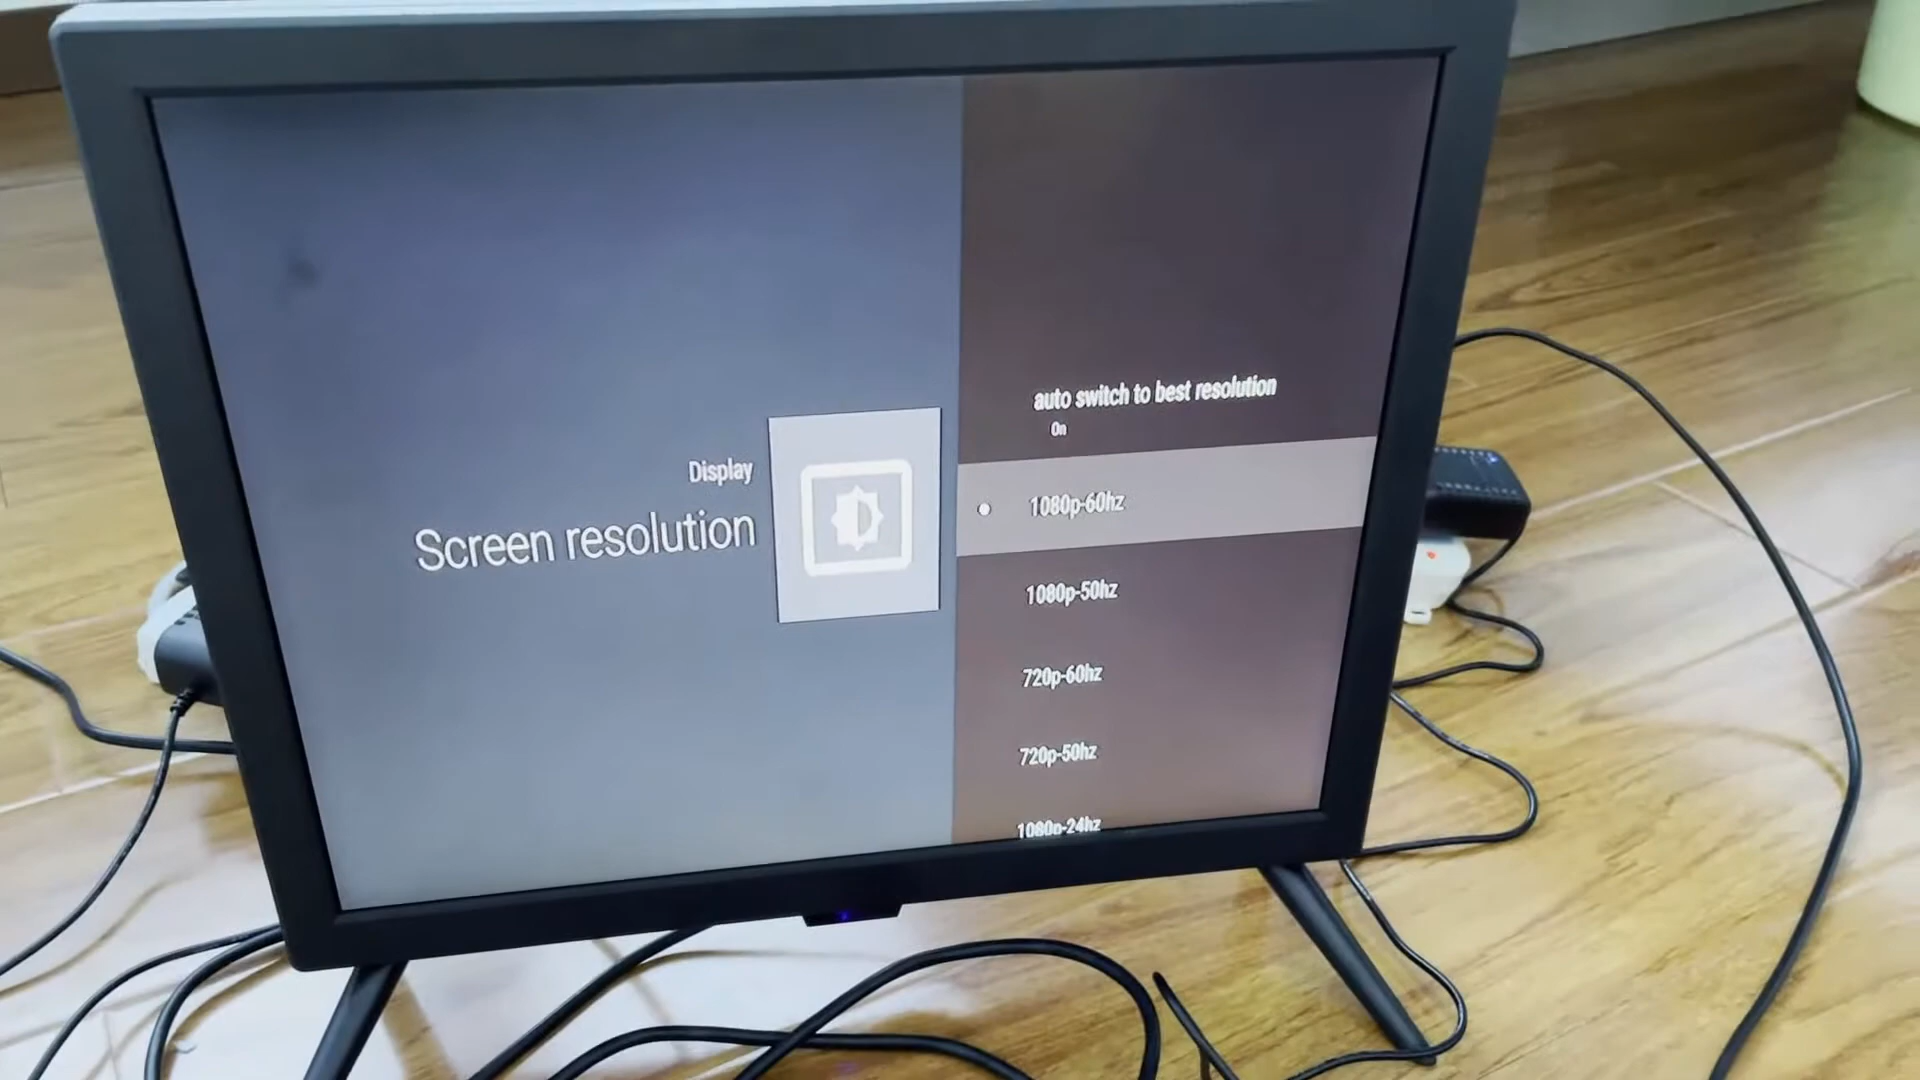 Display
Screen resolution
auto switch to best resolution
On
1080p-60hz
1080p-50hz
720p-60hz
720p-50hz
1080p-24hz